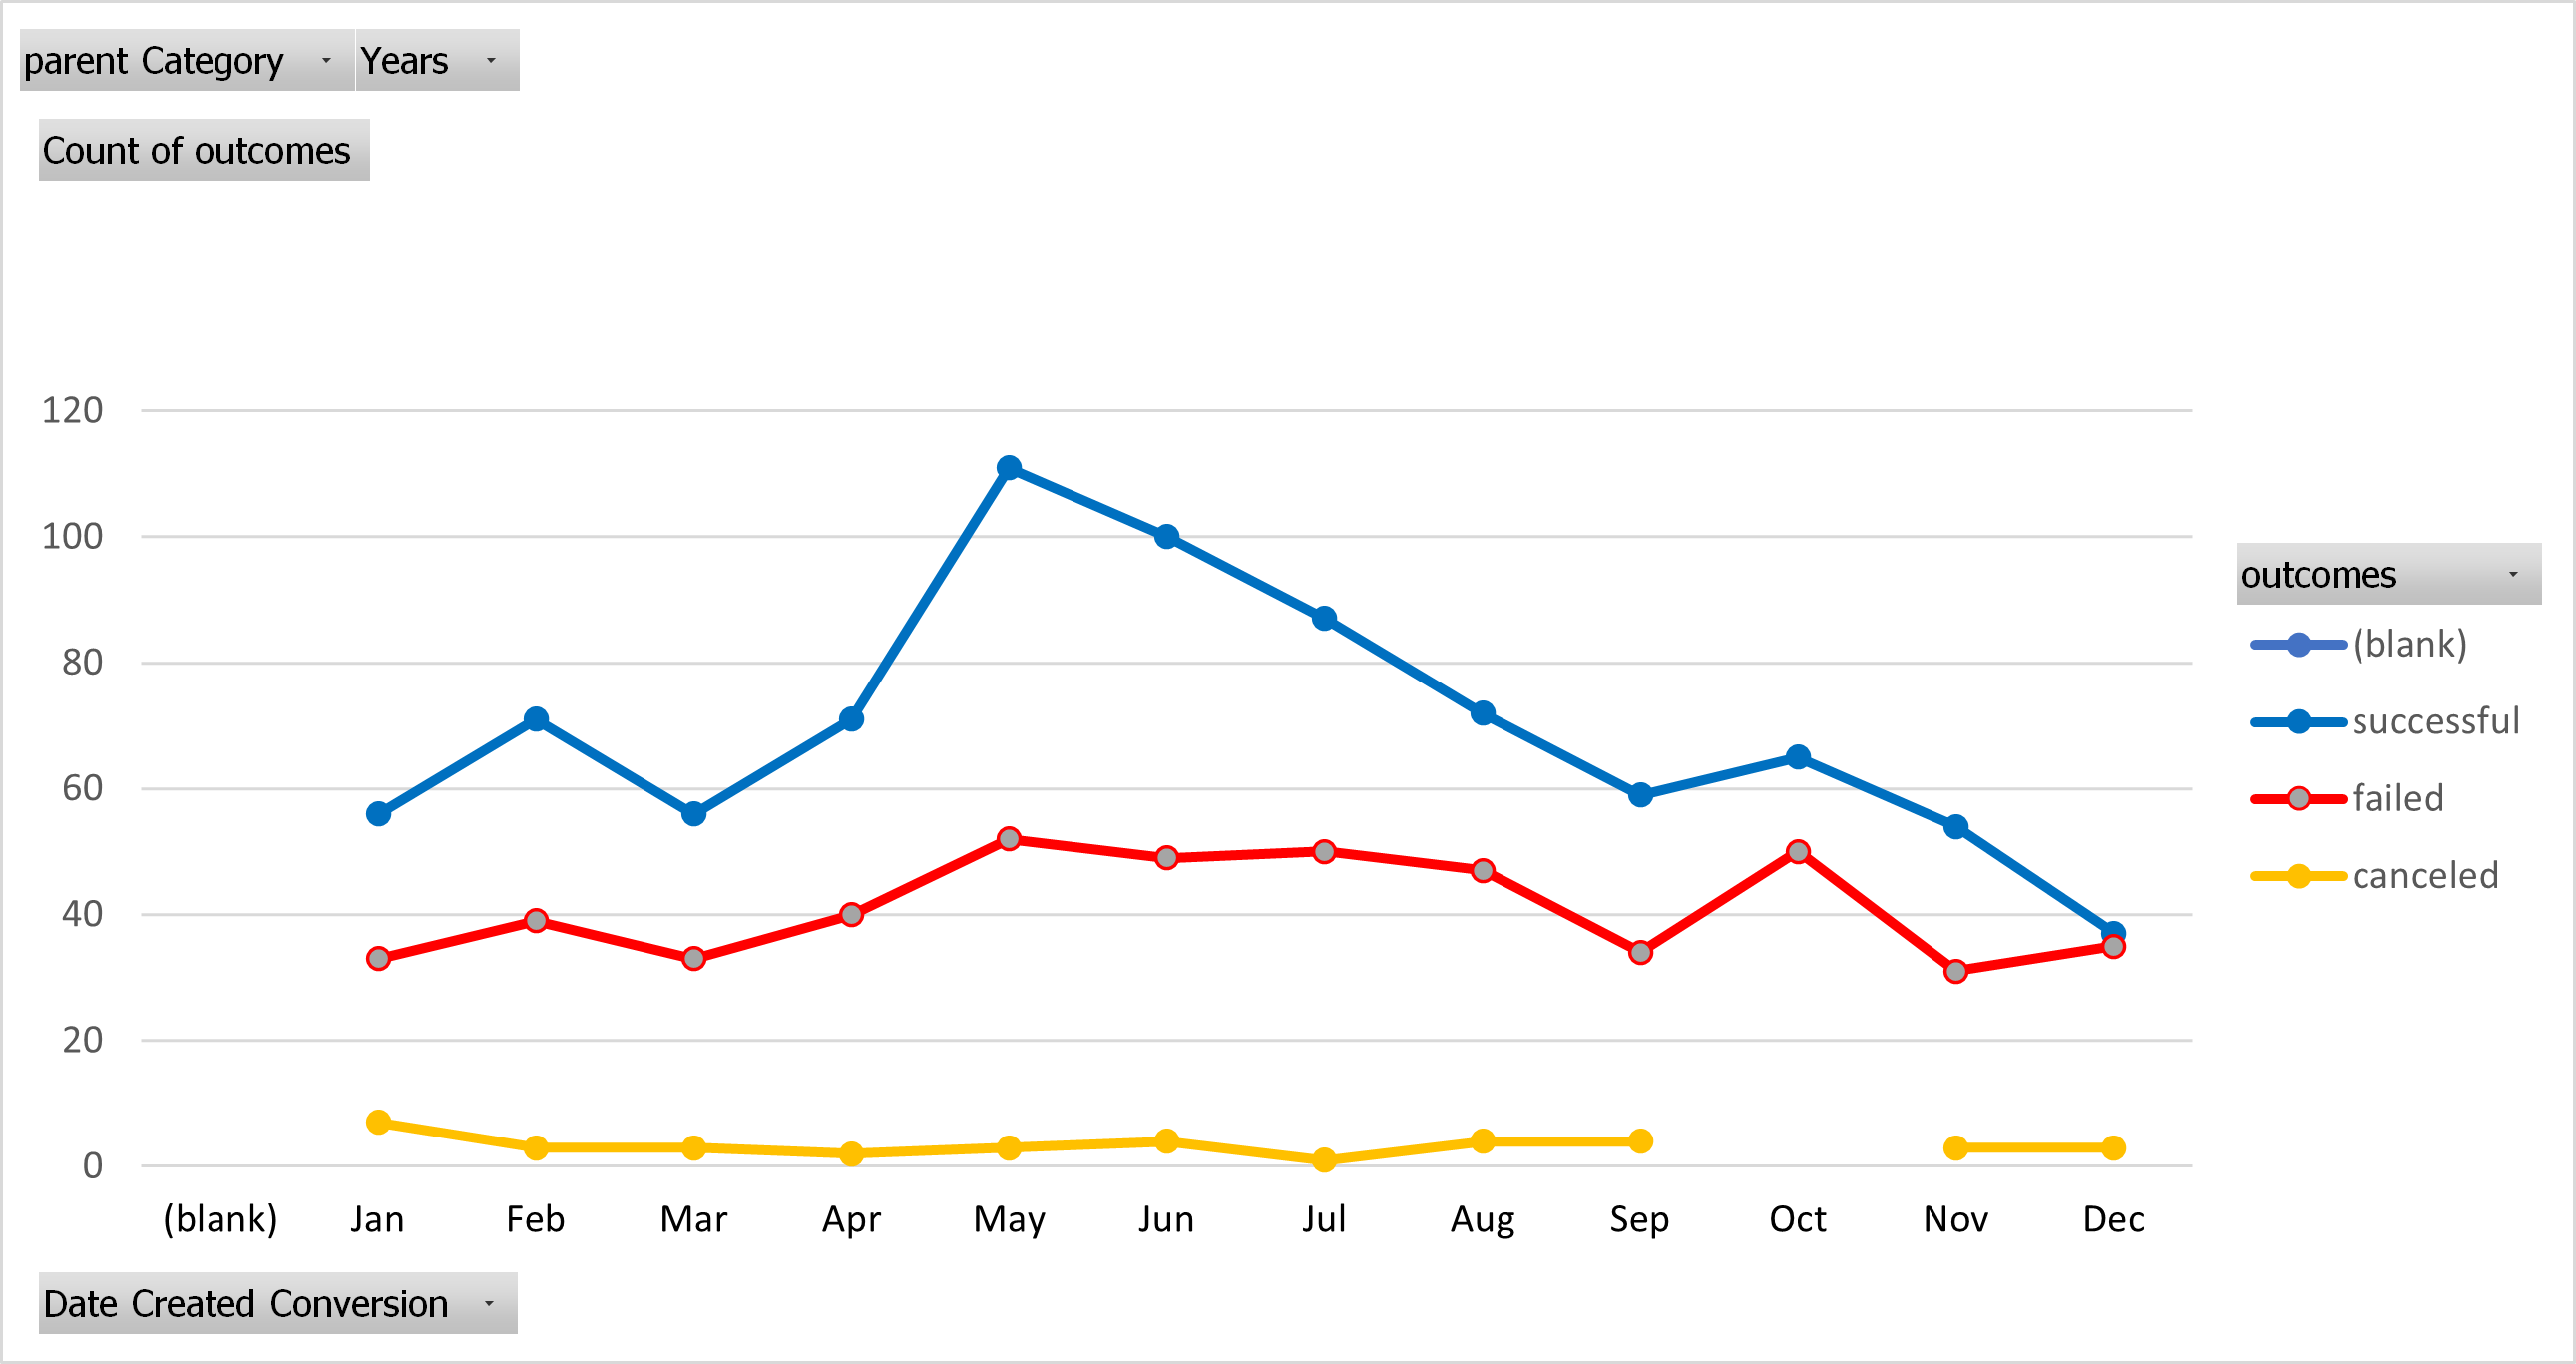 parent Category Years
Count of outcomes
120
100
80
60
40
20
0
(blank) Jan Feb Mar Apr May Jun Jul Aug Sep Oct Nov Dec
outcomes
(blank)
successful
failed
canceled
Date Created Conversion